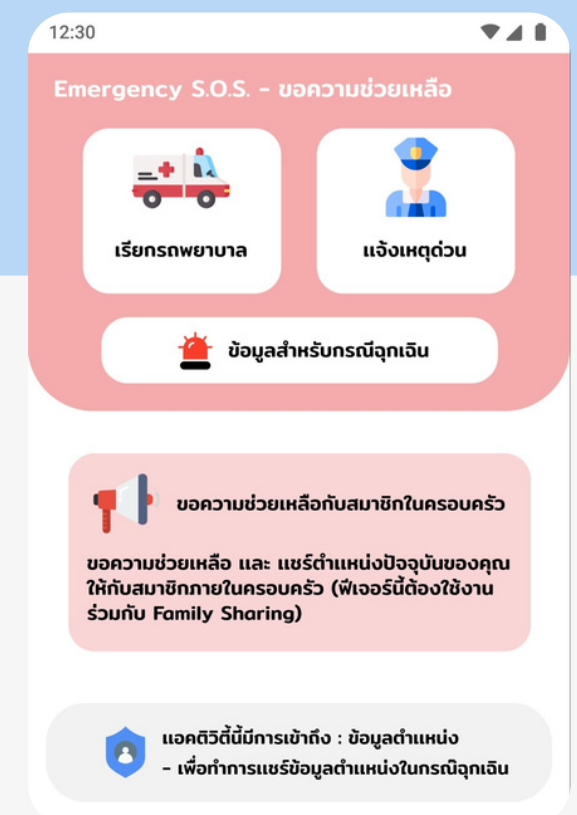 12:30
Emergency S.O.S. - ขอความช่วยเหลือ
เรียกรถพยาบาล
แจ้งเหตุด่วน
ข้อมูลสำหรับกรณีฉุกเฉิน
ขอความช่วยเหลือกับสมาชิกในครอบครัว
ขอความช่วยเหลือ และ แชร์ตำแหน่งปัจจุบันของคุณ
ให้กับสมาชิกภายในครอบครัว (ฟีเจอร์นี้ต้องใช้งาน
ร่วมกับ Family Sharing)
แอคติวิตี้นี้มีการเข้าถึง : ข้อมูลตำแหน่ง
- เพื่อทำการแชร์ข้อมูลตำแหน่งในกรณีฉุกเฉิน